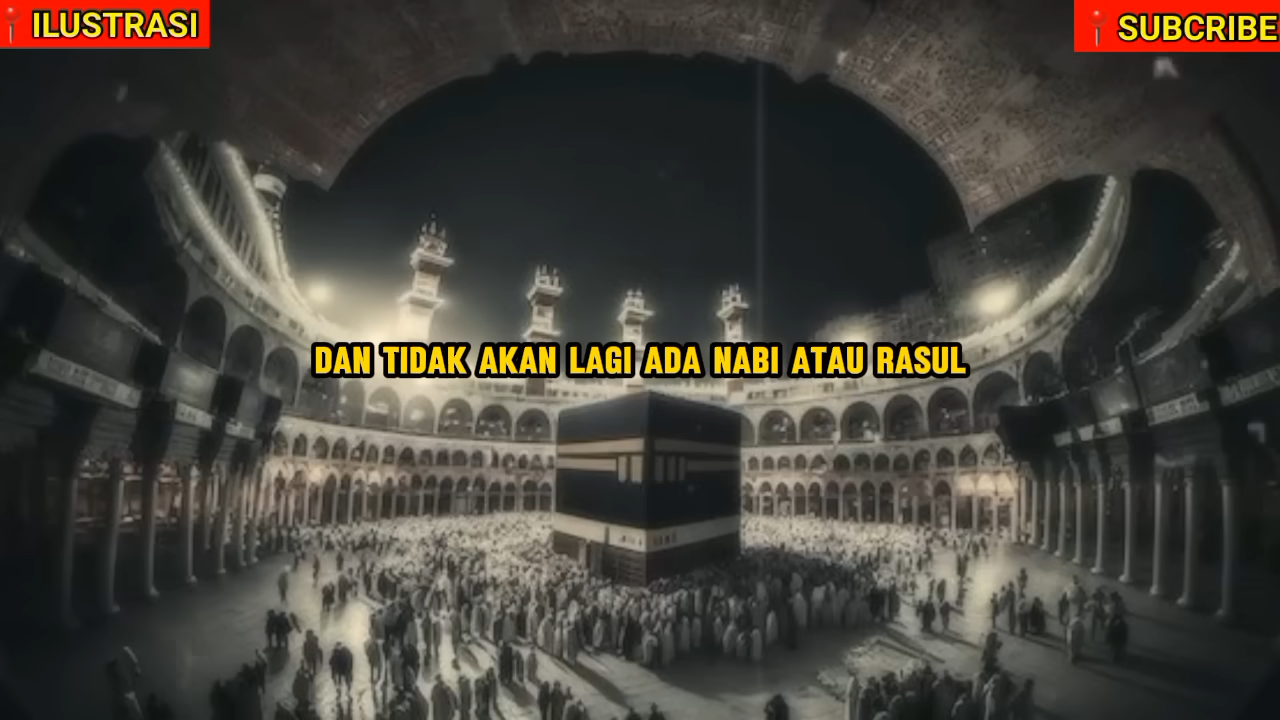 ILUSTRASI
SUBCRIBE
DAN TIDAK AKAN LAGI ADA NABI ATAU RASUL